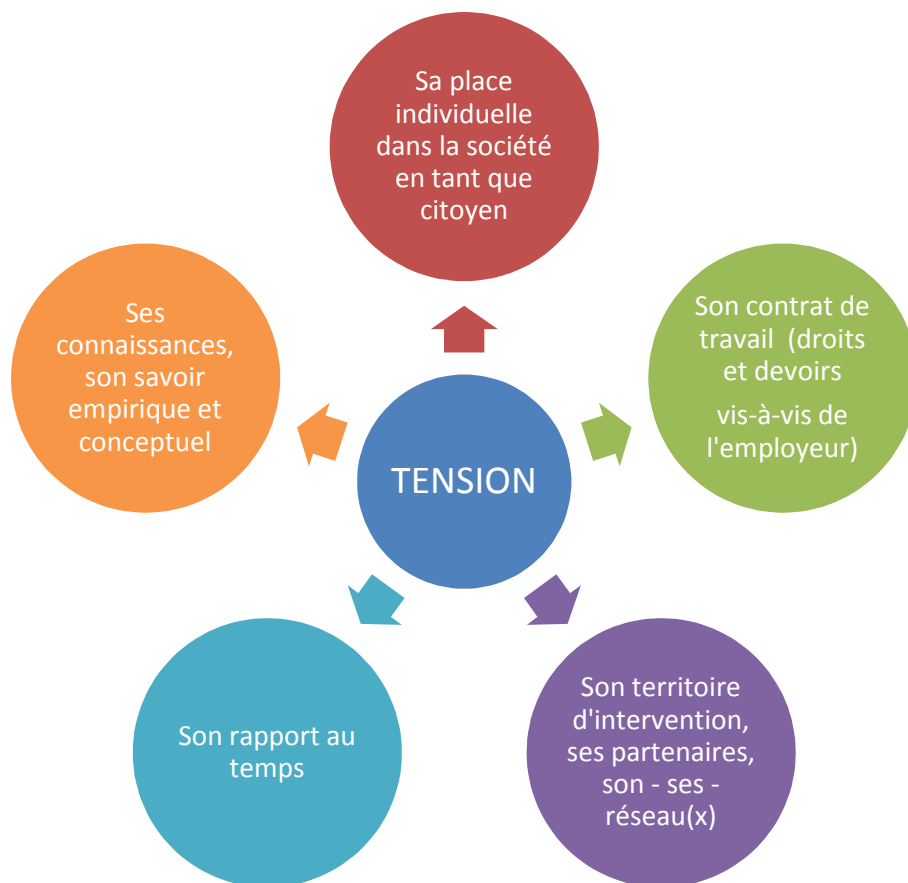 Sa place
individuelle
dans la société
en tant que
citoyen
Ses
connaissances,
son savoir
empirique et
conceptuel
Son contrat de
travail (droits
et devoirs
vis-à-vis de
l'employeur)
TENSION
Son rapport au
temps
Son territoire
d'intervention,
ses partenaires,
son - ses -
réseau(x)